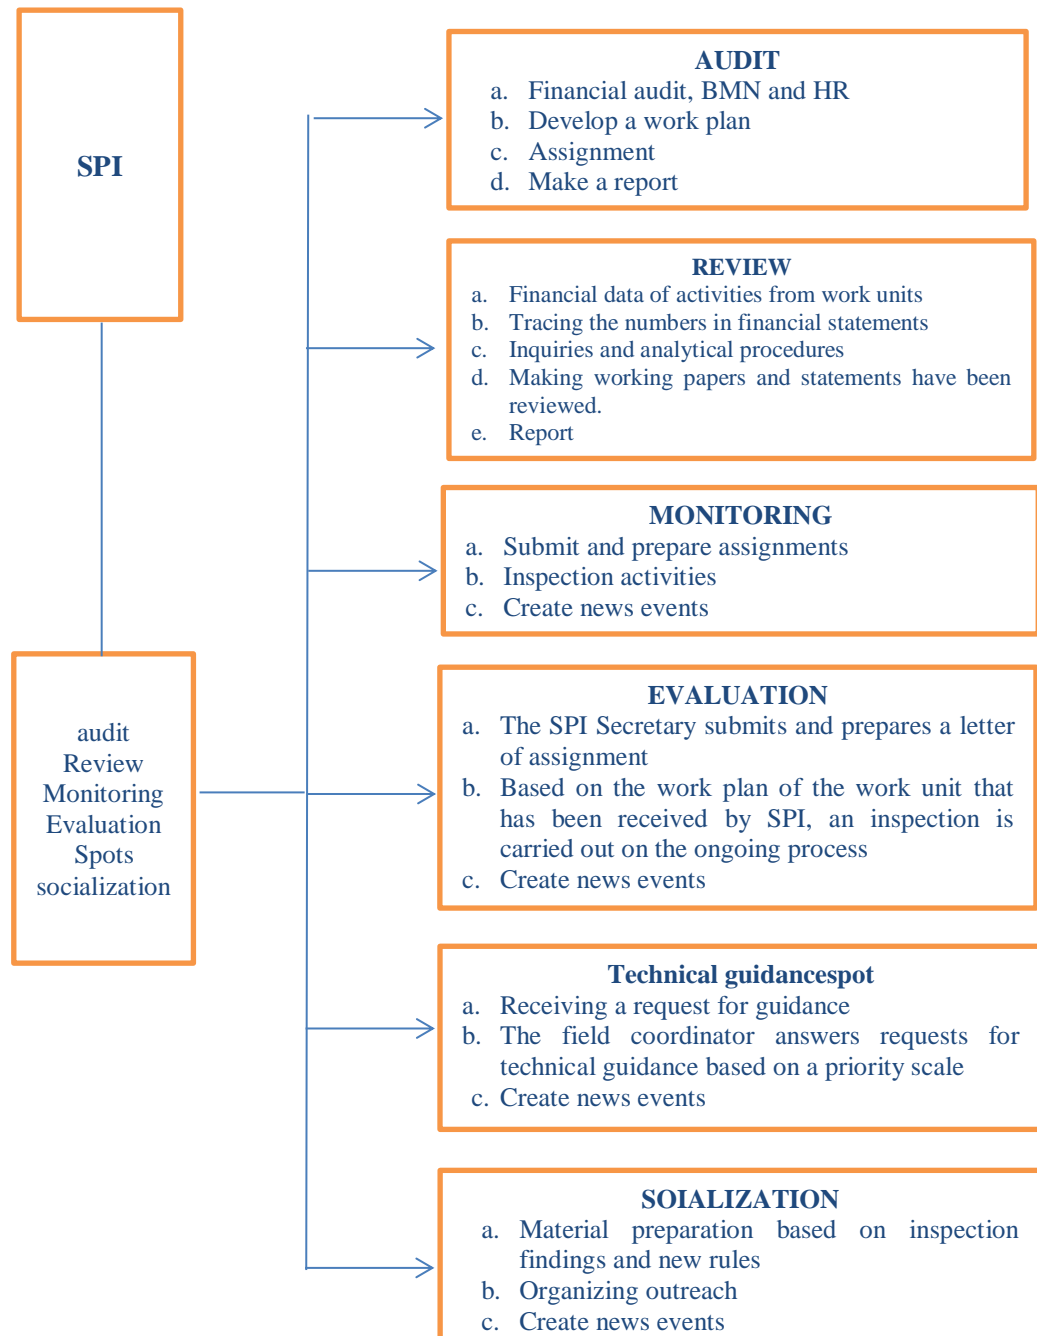 SPI
audit
Review
Monitoring
Evaluation
Spots
socialization
AUDIT
a. Financial audit, BMN and HR
b. Develop a work plan
c. Assignment
d. Make a report
REVIEW
a. Financial data of activities from work units
b. Tracing the numbers in financial statements
c. Inquiries and analytical procedures
d. Making working papers and statements have been
reviewed.
e. Report
MONITORING
a. Submit and prepare assignments
b. Inspection activities
c. Create news events
EVALUATION
a. The SPI Secretary submits and prepares a letter
of assignment
b. Based on the work plan of the work unit that
has been received by SPI, an inspection is
carried out on the ongoing process
c. Create news events
Technical guidancespot
a. Receiving a request for guidance
b. The field coordinator answers requests for
technical guidance based on a priority scale
c. Create news events
SOIALIZATION
a. Material preparation based on inspection
findings and new rules
b. Organizing outreach
c. Create news events